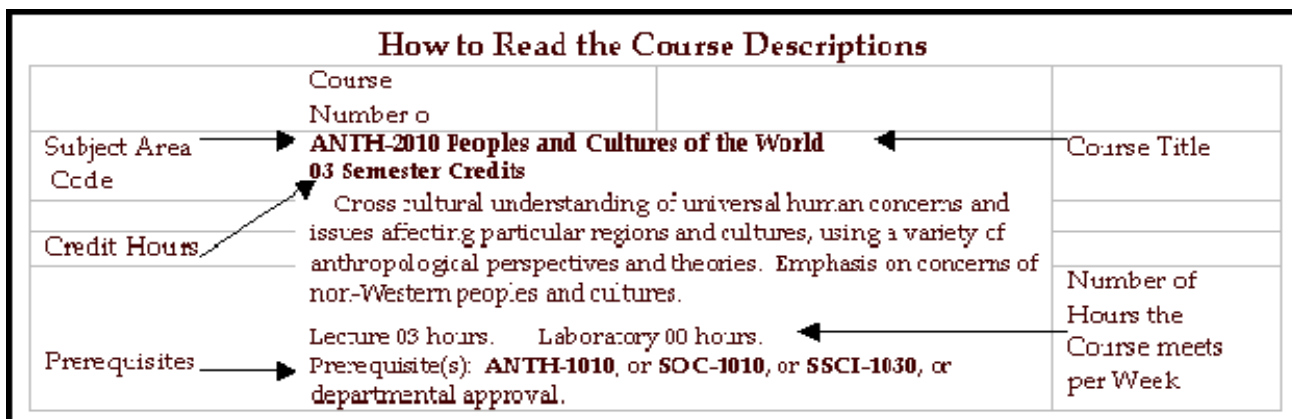 How to Read the Course Descriptions
Course
Number o
Subject Area
Code
ANTH-2010 Peoples and Cultures of the World
03 Semester Credits
Course Title
Cross cultural understanding of universal human concerns and
issues affecting particular regions and cultures, using a variety of
anthropological perspectives and theories. Emphasis on concerns of
non-Western peoples and cultures.
Credit Hours
Lecture 03 hours. Laboratory 00 hours.
Number of
Hours the
Course meets
per Week
Prerequisites
Prerequisite(s): ANTH-1010, or SOC-1010, or SSCI-1030, or
departmental approval.